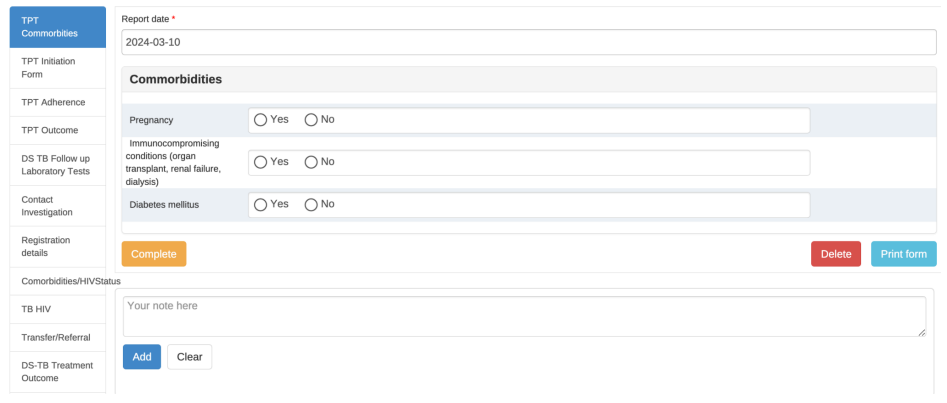 TPT
Commorbities
TPT Initiation
Form
TPT Adherence
TPT Outcome
DS TB Follow up
Laboratory Tests
Contact
Investigation
Registration
details
Comorbidities/HIVStatus
TB HIV
Transfer/Referral
DS-TB Treatment
Outcome
Report date *
2024-03-10
Commorbidities
Pregnancy
Yes No
Immunocompromising
conditions (organ
transplant, renal failure,
dialysis)
Yes No
Diabetes mellitus
Yes No
Complete
Delete
Print form
Your note here
Add
Clear